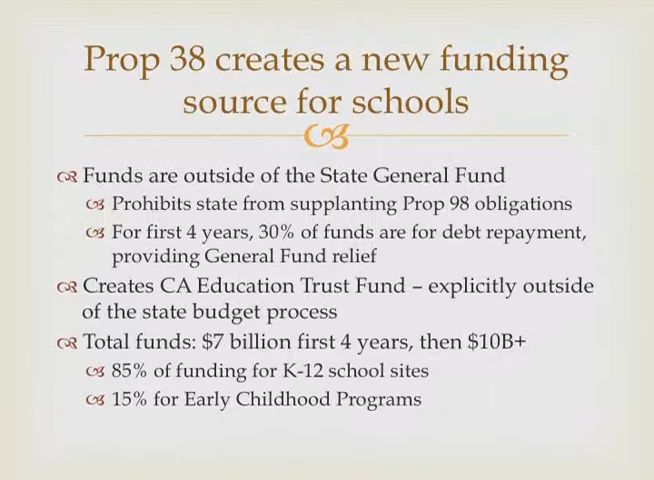 Prop 38 creates a new funding
source for schools
Funds are outside of the State General Fund
Prohibits state from supplanting Prop 98 obligations
For first 4 years, 30% of funds are for debt repayment,
providing General Fund relief
Creates CA Education Trust Fund – explicitly outside
of the state budget process
Total funds: $7 billion first 4 years, then $10B+
85% of funding for K-12 school sites
15% for Early Childhood Programs